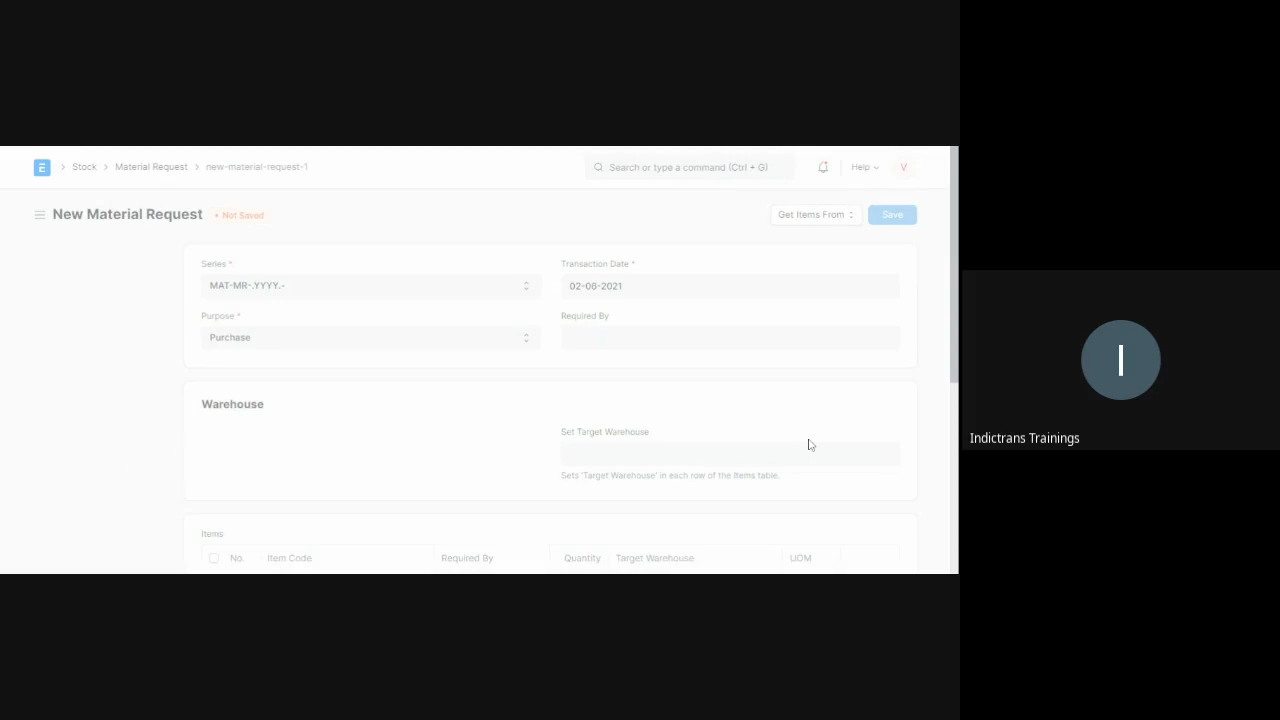 E > Stock > Material Request > new-material-request-1 Search or type a command (Ctrl + G) Help V
New Material Request • Not Saved Get Items From Save
Series * Transaction Date *
MAT-MR-.YYYY.- 02-06-2021
Purpose * Required By
Purchase
Warehouse
Set Target Warehouse
Sets 'Target Warehouse' in each row of the Items table.
Items
No. Item Code Required By Quantity Target Warehouse UOM
I
Indictrans Trainings